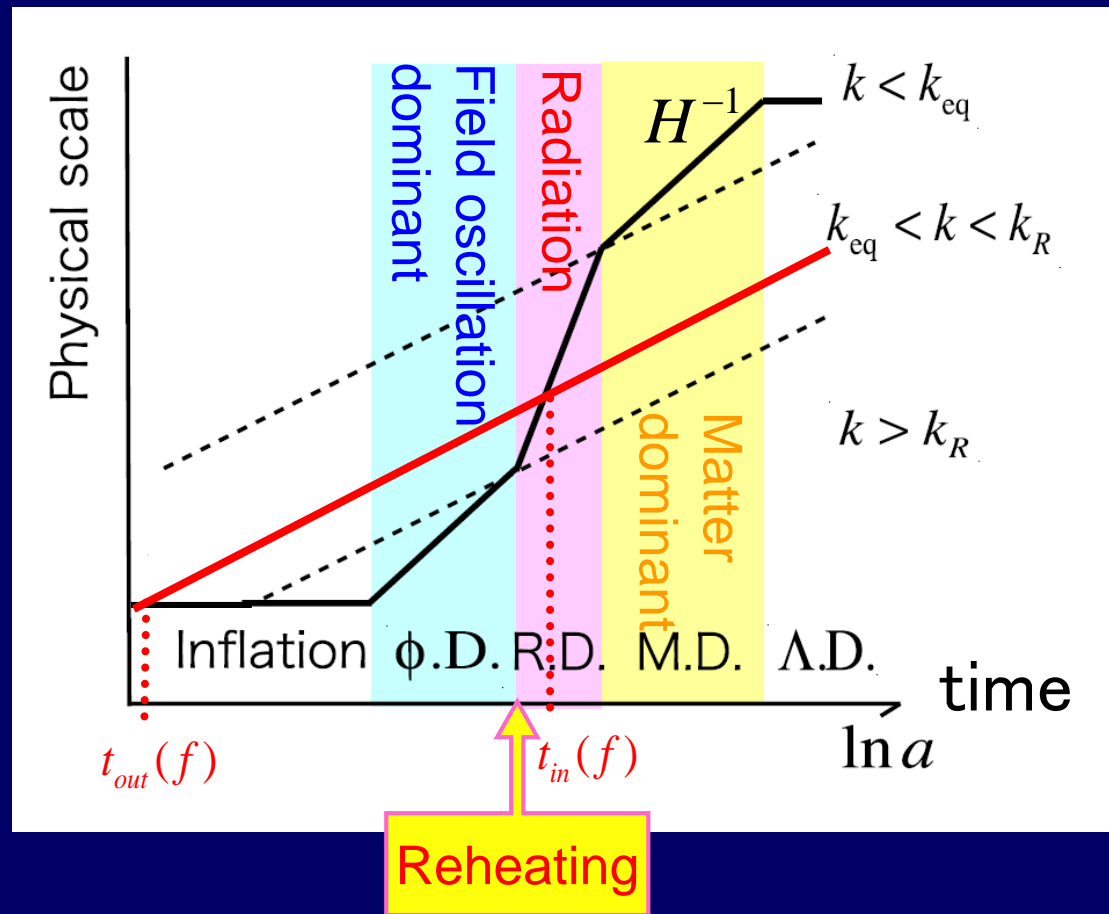 Physical scale
Field oscillation
dominant
Radiation
H⁻¹
k < k_eq
k_eq < k < k_R
k > k_R
Matter
dominant
Inflation
ϕ.D.
R.D.
M.D.
Λ.D.
time
ln a
t_out(f)
t_in(f)
Reheating